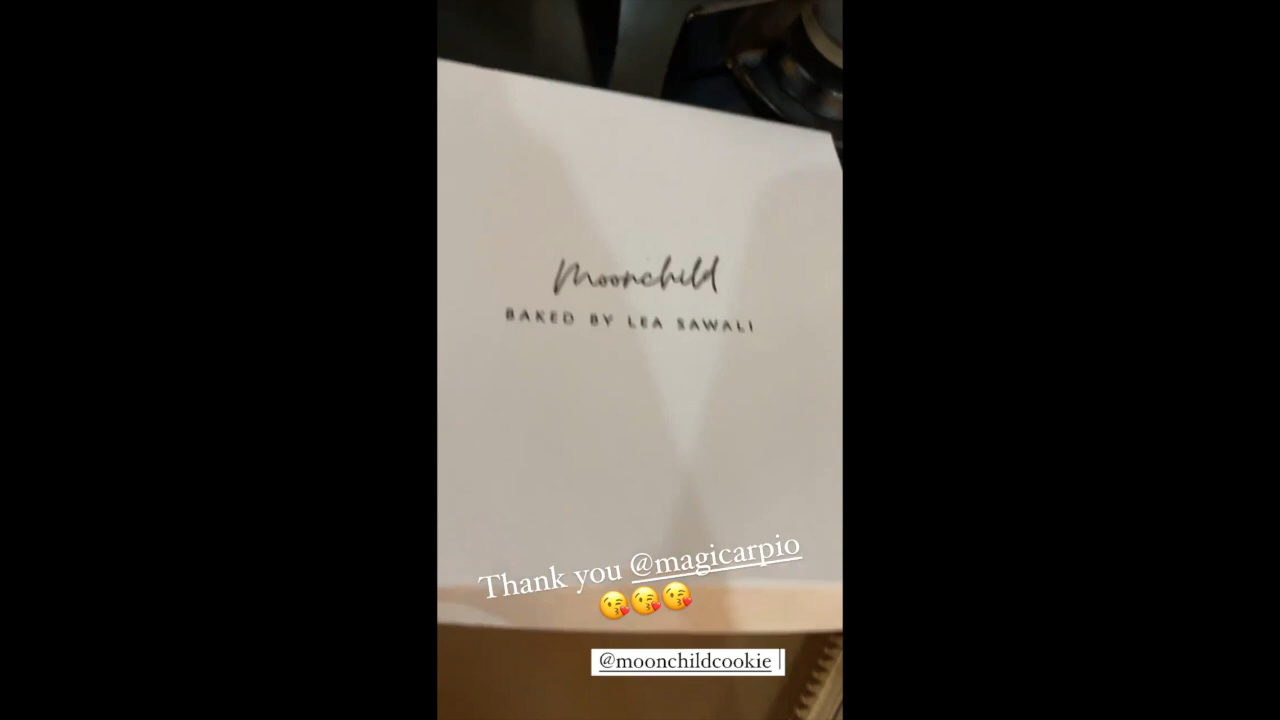 Moonchild
BAKED BY LEA SAWALI
Thank you @magicarpio
😘😘😘
@moonchildcookie